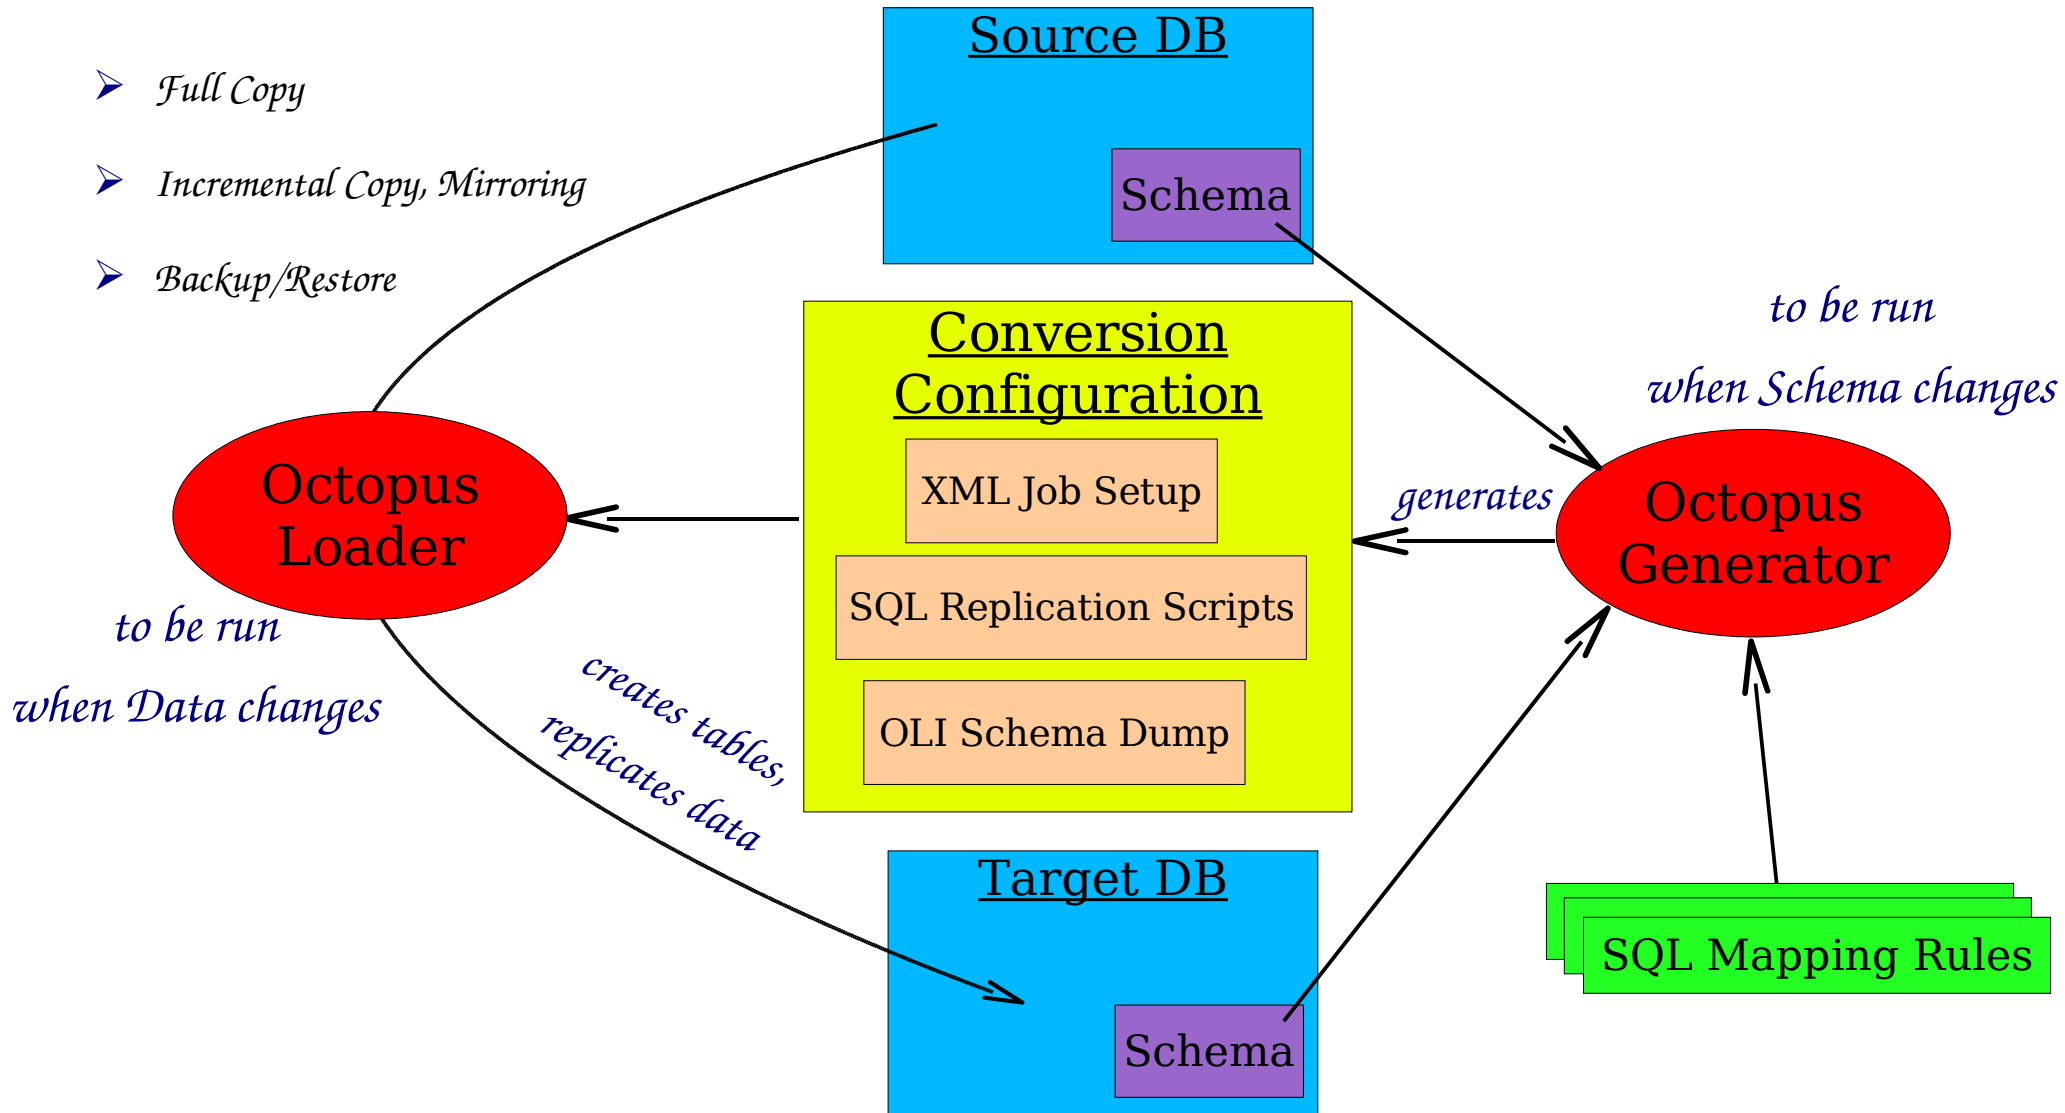 Source DB
Schema
Full Copy
Incremental Copy, Mirroring
Backup/Restore
Conversion
Configuration
XML Job Setup
SQL Replication Scripts
OLI Schema Dump
to be run
when Schema changes
generates
Octopus
Generator
Octopus
Loader
to be run
when Data changes
creates tables,
replicates data
Target DB
Schema
SQL Mapping Rules